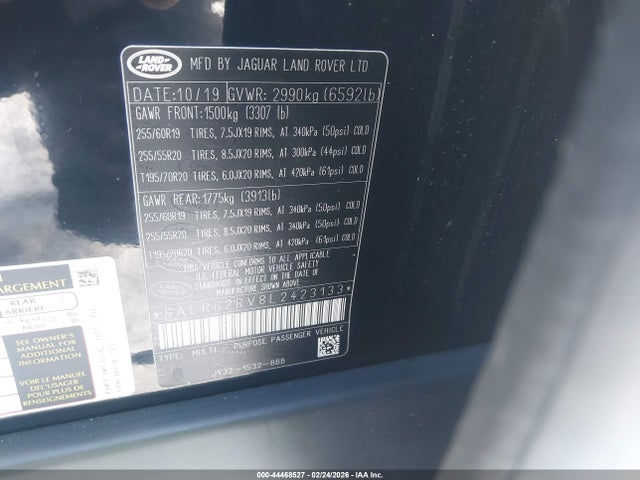 LAND ROVER
MFD BY JAGUAR LAND ROVER LTD
DATE:10/19 GVWR: 2990kg (6592lb)
GAWR FRONT:1500kg (3307 lb)
255/60R19 TIRES, 7.5JX19 RIMS, AT 340kPa (50psi) COLD
255/55R20 TIRES, 8.5JX20 RIMS, AT 300kPa (44psi) COLD
T195/70R20 TIRES, 6.0JX20 RIMS, AT 420kPa (61psi) COLD
GAWR REAR: 1775kg (3913lb)
255/60R19 TIRES, 7.5JX19 RIMS, AT 340kPa (50psi) COLD
255/55R20 TIRES, 8.5JX20 RIMS, AT 340kPa (50psi) COLD
T195/70R20 TIRES, 6.0JX20 RIMS, AT 420kPa (61psi) COLD
THIS VEHICLE CONFORMS TO ALL APPLICABLE
U.S. FEDERAL MOTOR VEHICLE SAFETY
STANDARDS IN EFFECT ON THE DATE OF
MANUFACTURE SHOWN ABOVE.
RV8L2423133*
TYPE: MULTI PURPOSE PASSENGER VEHICLE
JY32-1532-BBB
ARGEMENT
REAR
ARRIÈRE
SEE OWNER'S
MANUAL FOR
ADDITIONAL
INFORMATION
VOIR LE MANUEL
DE L'USAGER
POUR PLUS DE
RENSEIGNEMENTS
000-44468527 - 02/24/2026 - IAA Inc.